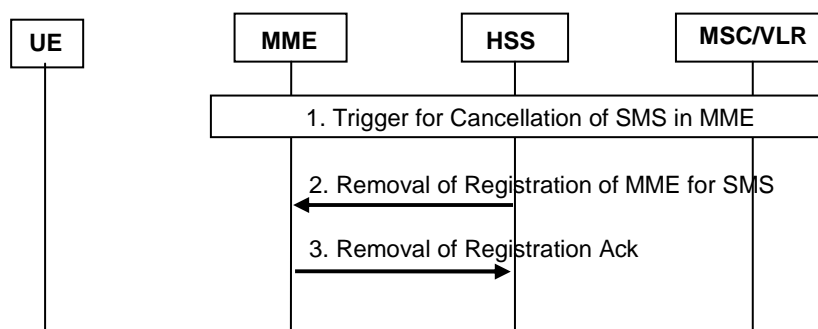 UE
MME
HSS
MSC/VLR
1. Trigger for Cancellation of SMS in MME
2. Removal of Registration of MME for SMS
3. Removal of Registration Ack